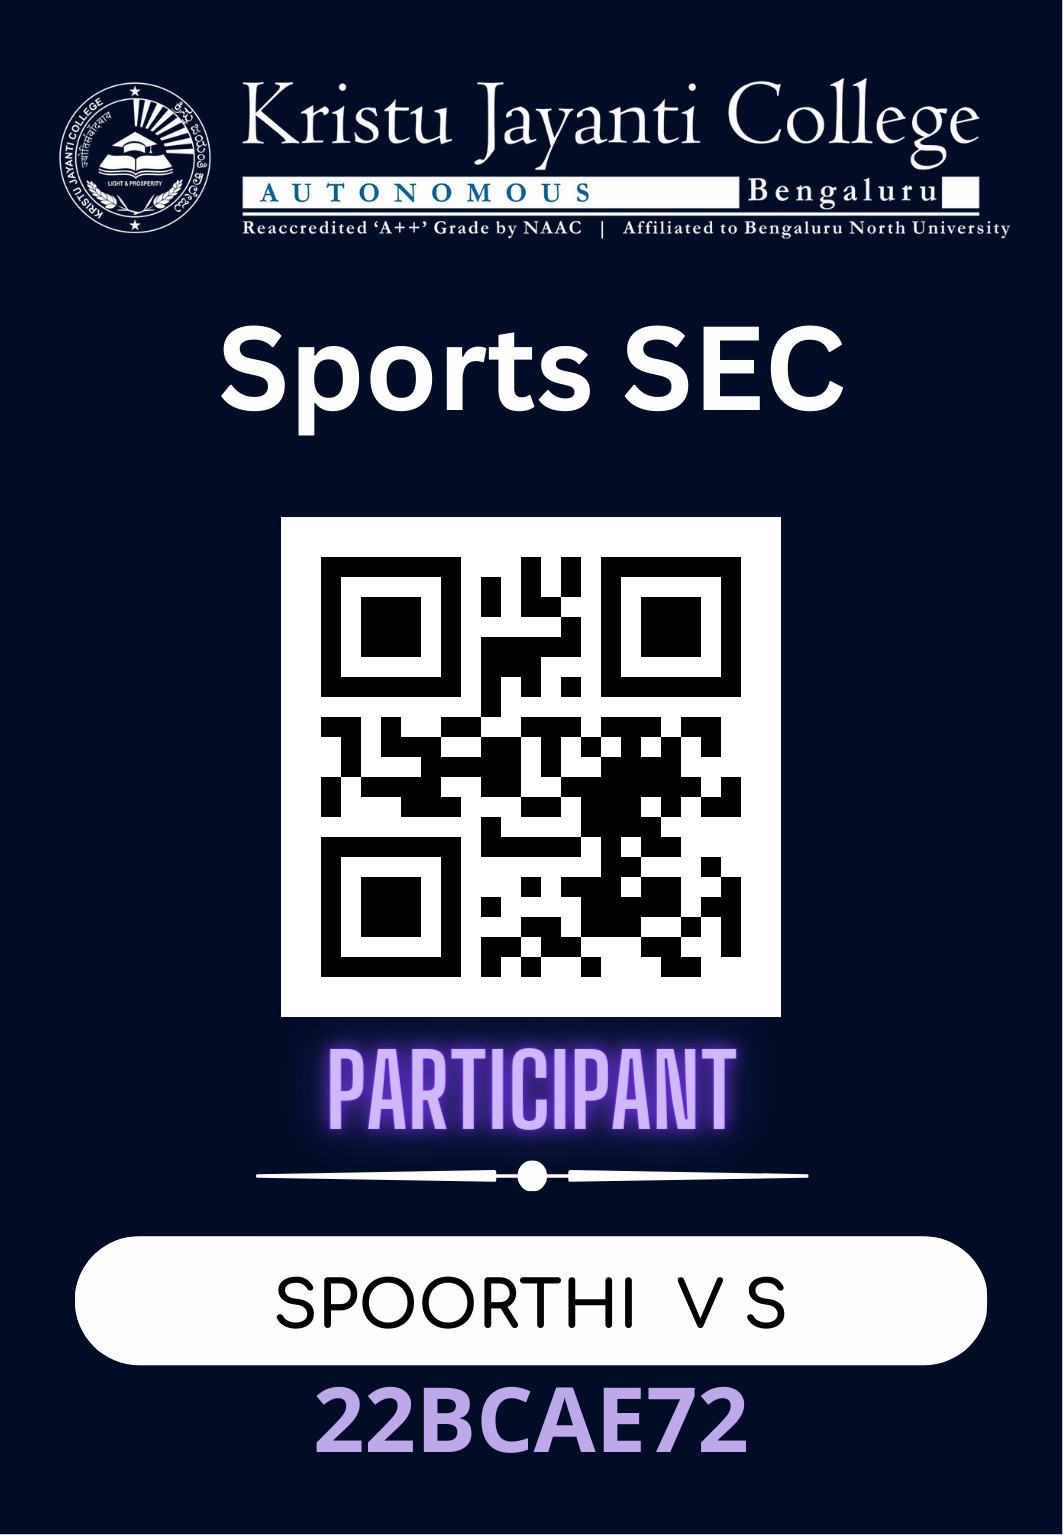 KRISTU JAYANTI COLLEGE
ಕ್ರಿಸ್ತು ಜಯಂತಿ ಕಾಲೇಜು
LIGHT & PROSPERITY
Kristu Jayanti College
AUTONOMOUS Bengaluru
Reaccredited ‘A++’ Grade by NAAC | Affiliated to Bengaluru North University
Sports SEC
PARTICIPANT
SPOORTHI V S
22BCAE72